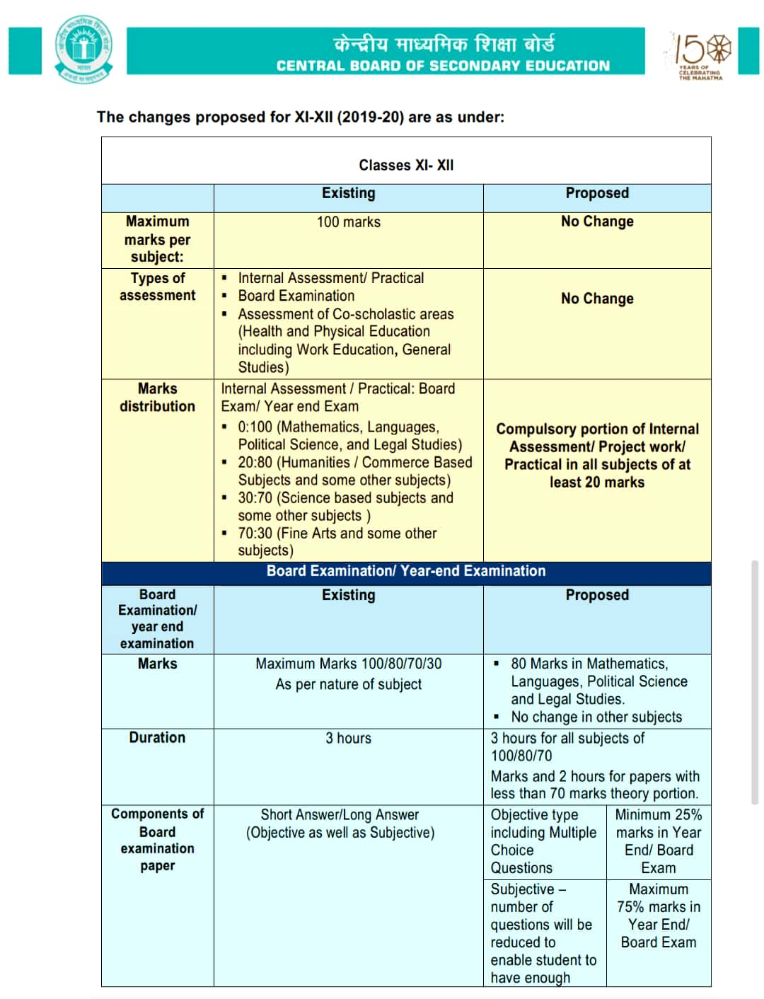 केन्द्रीय माध्यमिक शिक्षा बोर्ड
CENTRAL BOARD OF SECONDARY EDUCATION
150
YEARS OF
CELEBRATING
THE MAHATMA
The changes proposed for XI-XII (2019-20) are as under:
Classes XI- XII
Existing
Proposed
Maximum
marks per
subject:
100 marks
No Change
Types of
assessment
▪ Internal Assessment/ Practical
▪ Board Examination
▪ Assessment of Co-scholastic areas
(Health and Physical Education
including Work Education, General
Studies)
No Change
Marks
distribution
Internal Assessment / Practical: Board
Exam/ Year end Exam
▪ 0:100 (Mathematics, Languages,
Political Science, and Legal Studies)
▪ 20:80 (Humanities / Commerce Based
Subjects and some other subjects)
▪ 30:70 (Science based subjects and
some other subjects )
▪ 70:30 (Fine Arts and some other
subjects)
Compulsory portion of Internal
Assessment/ Project work/
Practical in all subjects of at
least 20 marks
Board Examination/ Year-end Examination
Board
Examination/
year end
examination
Existing
Proposed
Marks
Maximum Marks 100/80/70/30
As per nature of subject
▪ 80 Marks in Mathematics,
Languages, Political Science
and Legal Studies.
▪ No change in other subjects
Duration
3 hours
3 hours for all subjects of
100/80/70
Marks and 2 hours for papers with
less than 70 marks theory portion.
Components of
Board
examination
paper
Short Answer/Long Answer
(Objective as well as Subjective)
Objective type
including Multiple
Choice
Questions
Minimum 25%
marks in Year
End/ Board
Exam
Subjective –
number of
questions will be
reduced to
enable student to
have enough
Maximum
75% marks in
Year End/
Board Exam